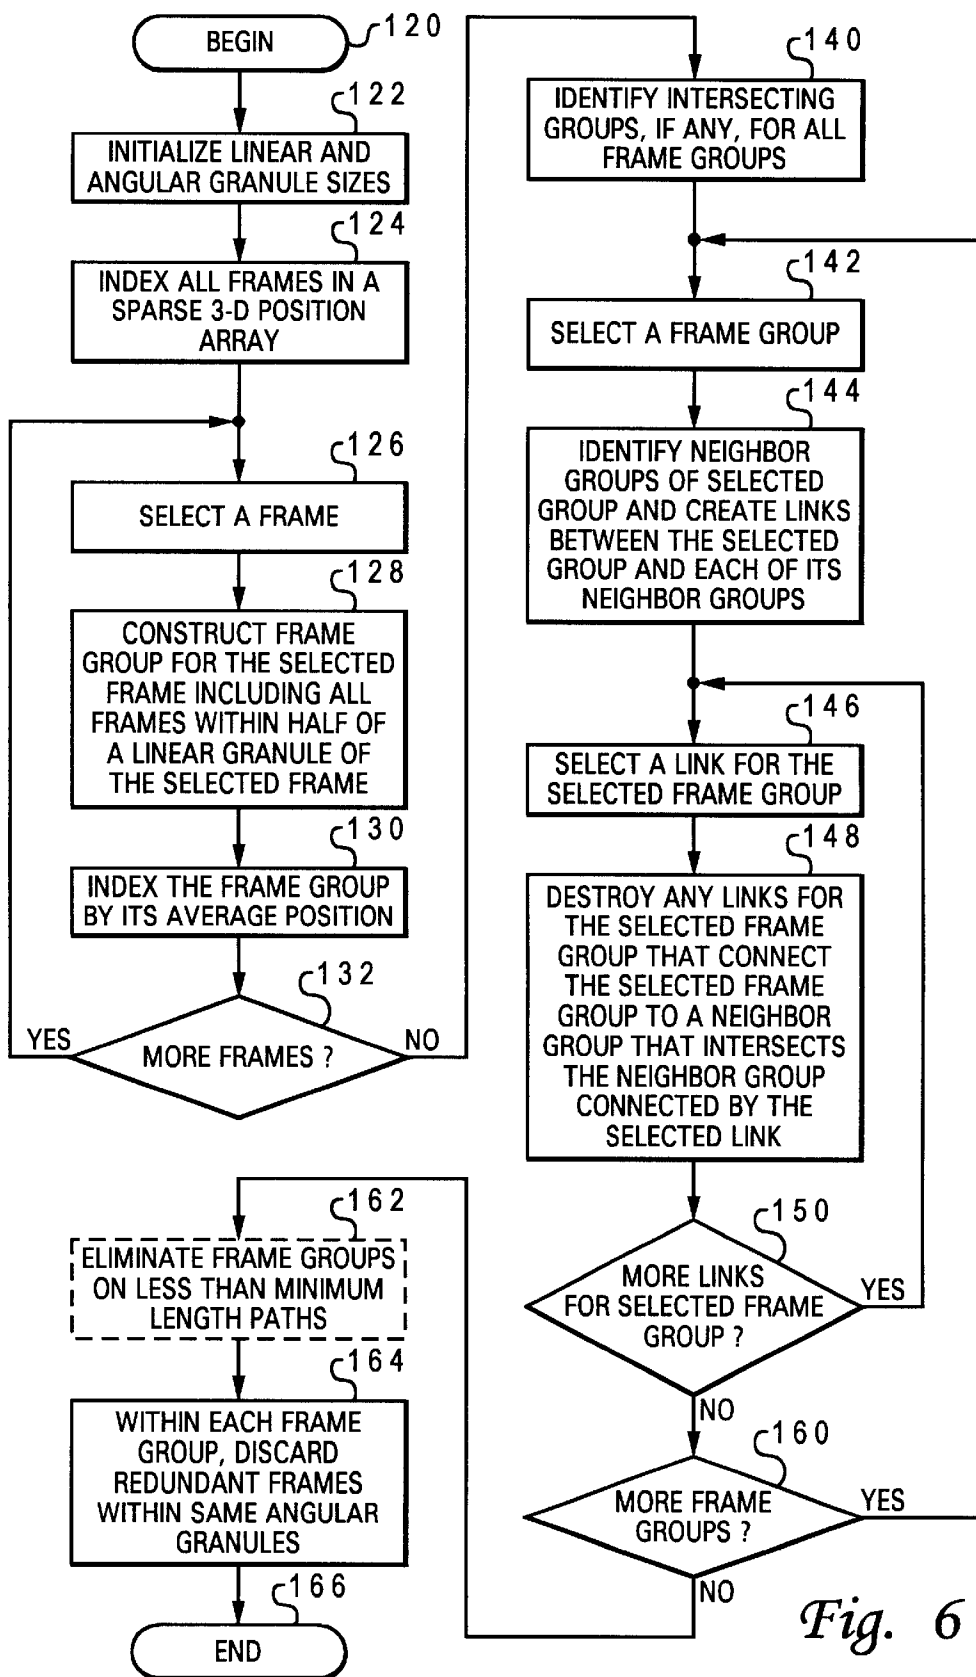 BEGIN
120
122
INITIALIZE LINEAR AND
ANGULAR GRANULE SIZES
124
INDEX ALL FRAMES IN A
SPARSE 3-D POSITION
ARRAY
126
SELECT A FRAME
128
CONSTRUCT FRAME
GROUP FOR THE SELECTED
FRAME INCLUDING ALL
FRAMES WITHIN HALF OF
A LINEAR GRANULE OF
THE SELECTED FRAME
130
INDEX THE FRAME GROUP
BY ITS AVERAGE POSITION
132
MORE FRAMES ?
YES
NO
140
IDENTIFY INTERSECTING
GROUPS, IF ANY, FOR ALL
FRAME GROUPS
142
SELECT A FRAME GROUP
144
IDENTIFY NEIGHBOR
GROUPS OF SELECTED
GROUP AND CREATE LINKS
BETWEEN THE SELECTED
GROUP AND EACH OF ITS
NEIGHBOR GROUPS
146
SELECT A LINK FOR THE
SELECTED FRAME GROUP
148
DESTROY ANY LINKS FOR
THE SELECTED FRAME
GROUP THAT CONNECT
THE SELECTED FRAME
GROUP TO A NEIGHBOR
GROUP THAT INTERSECTS
THE NEIGHBOR GROUP
CONNECTED BY THE
SELECTED LINK
150
MORE LINKS
FOR SELECTED FRAME
GROUP ?
YES
NO
160
MORE FRAME
GROUPS ?
YES
NO
162
ELIMINATE FRAME GROUPS
ON LESS THAN MINIMUM
LENGTH PATHS
164
WITHIN EACH FRAME
GROUP, DISCARD
REDUNDANT FRAMES
WITHIN SAME ANGULAR
GRANULES
166
END
Fig. 6